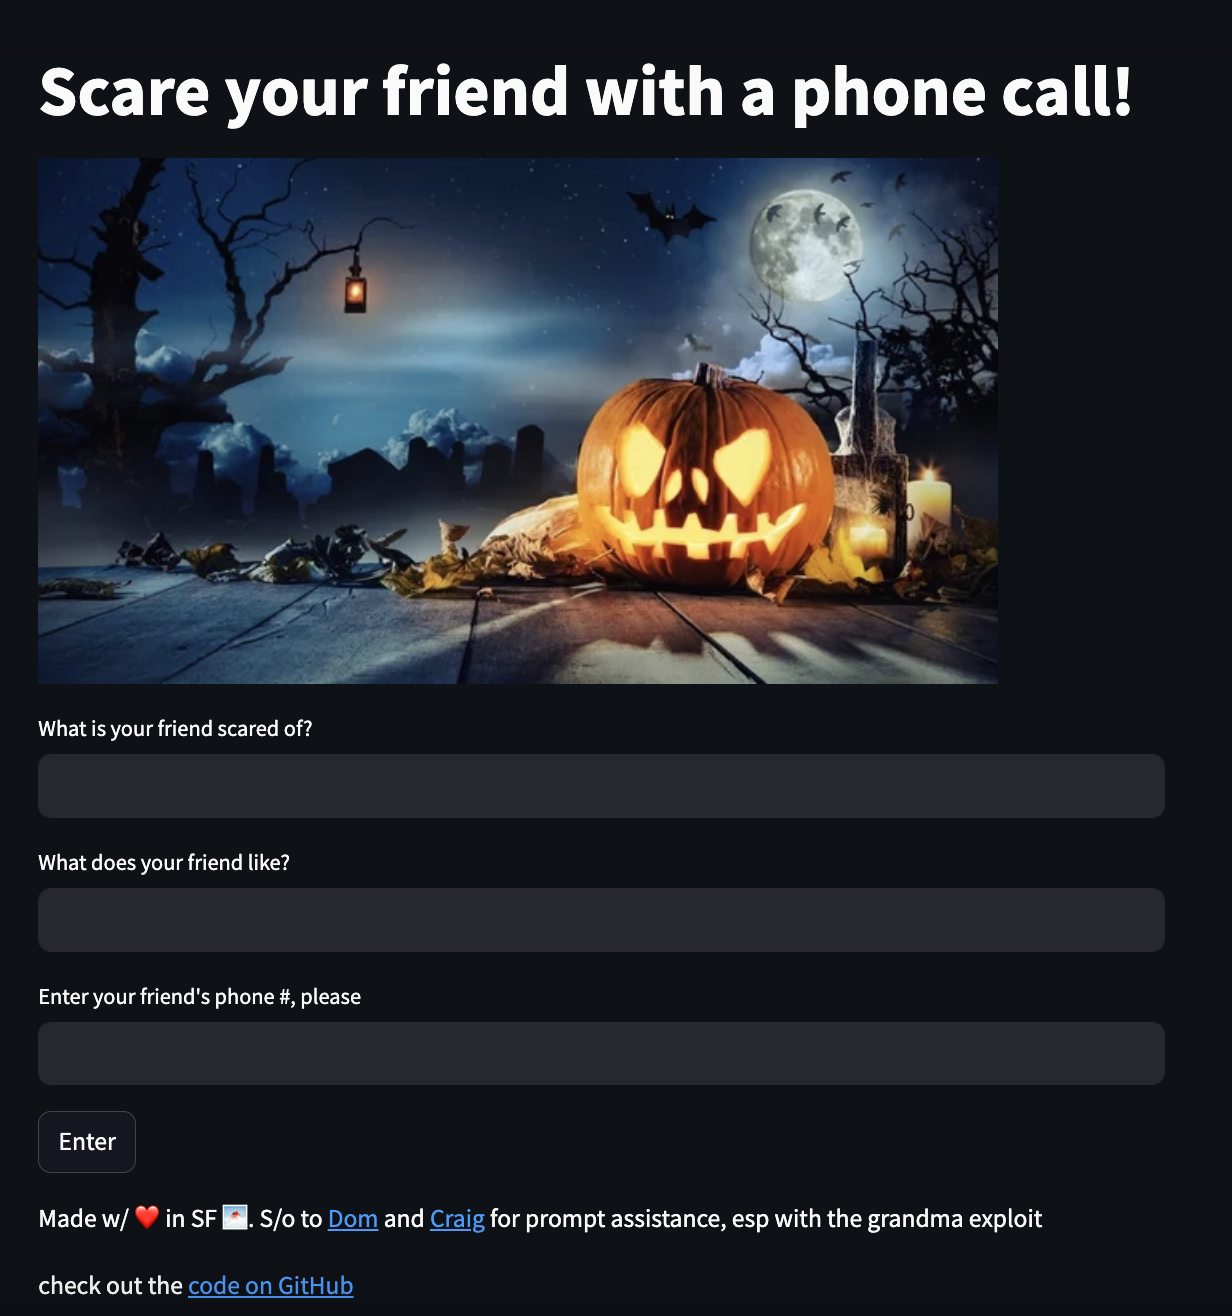 Scare your friend with a phone call!
What is your friend scared of?
What does your friend like?
Enter your friend's phone #, please
Enter
Made w/ ❤️ in SF 🌁. S/o to Dom and Craig for prompt assistance, esp with the grandma exploit
check out the code on GitHub